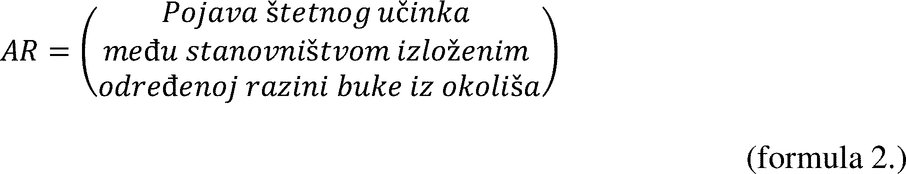 Pojava štetnog učinka
AR = (među stanovništvom izloženim)
određenoj razini buke iz okoliša
(formula 2.)